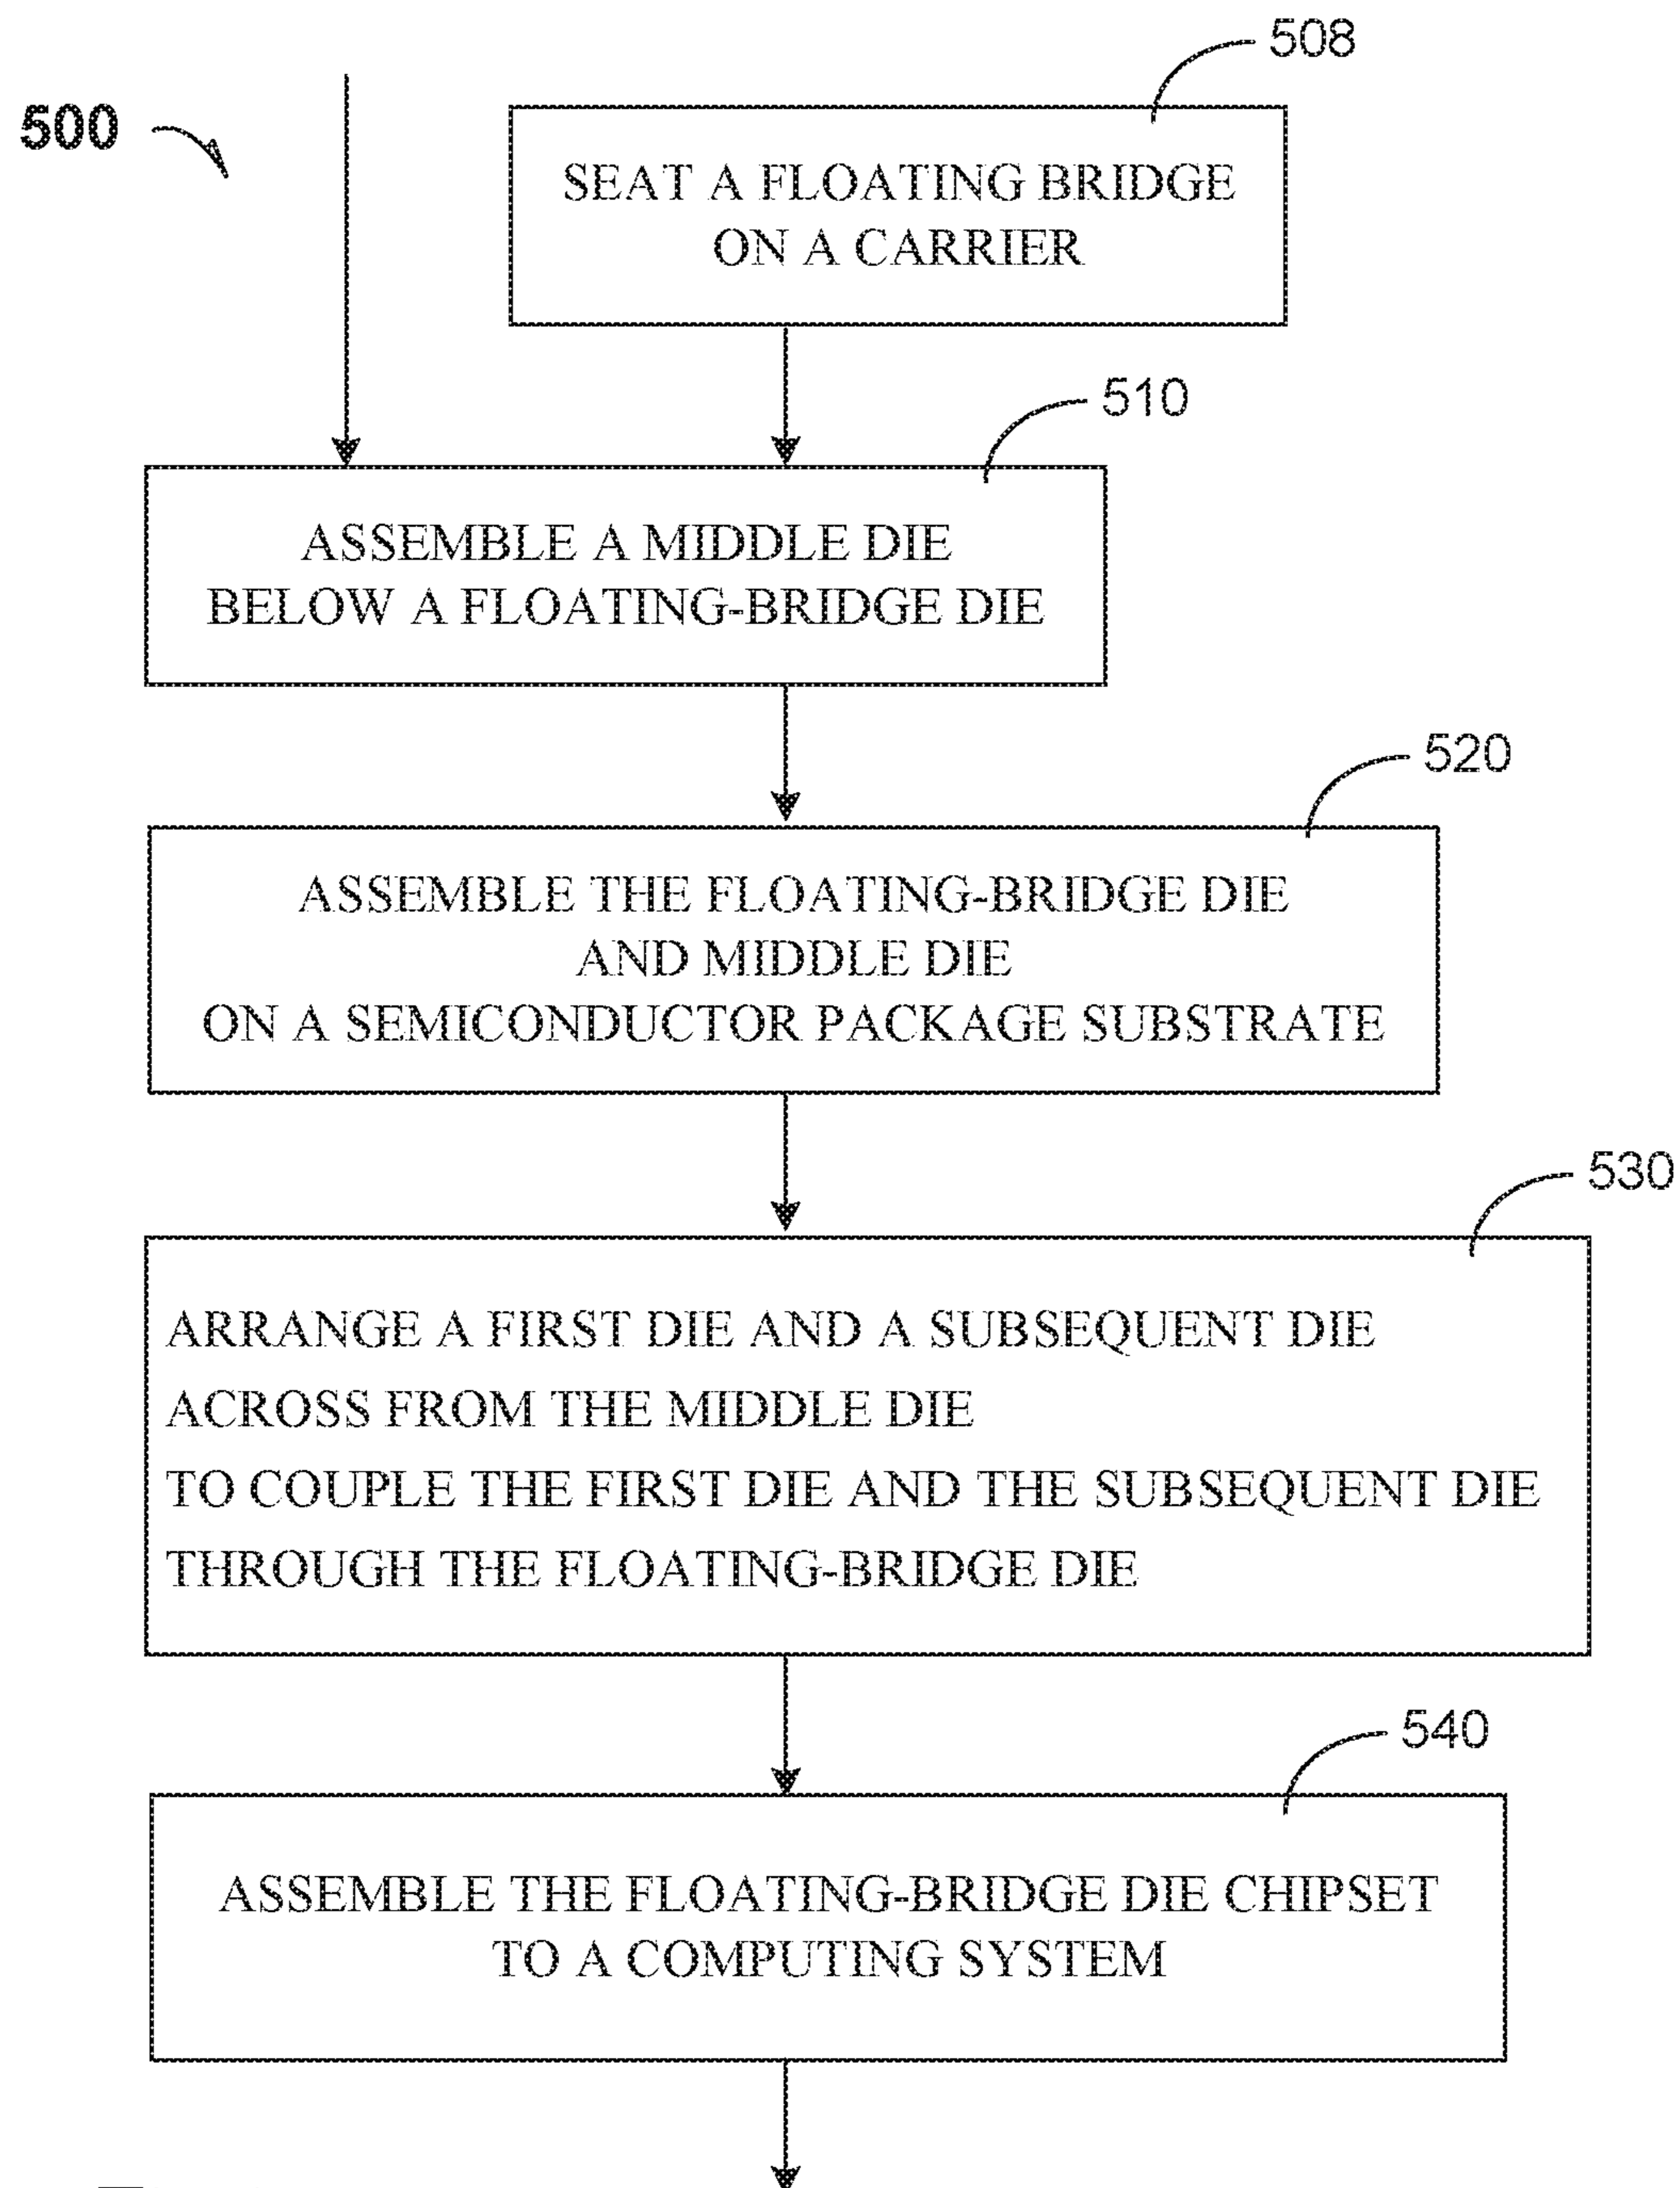 508
500
SEAT A FLOATING BRIDGE
ON A CARRIER
510
ASSEMBLE A MIDDLE DIE
BELOW A FLOATING-BRIDGE DIE
520
ASSEMBLE THE FLOATING-BRIDGE DIE
AND MIDDLE DIE
ON A SEMICONDUCTOR PACKAGE SUBSTRATE
530
ARRANGE A FIRST DIE AND A SUBSEQUENT DIE
ACROSS FROM THE MIDDLE DIE
TO COUPLE THE FIRST DIE AND THE SUBSEQUENT DIE
THROUGH THE FLOATING-BRIDGE DIE
540
ASSEMBLE THE FLOATING-BRIDGE DIE CHIPSET
TO A COMPUTING SYSTEM